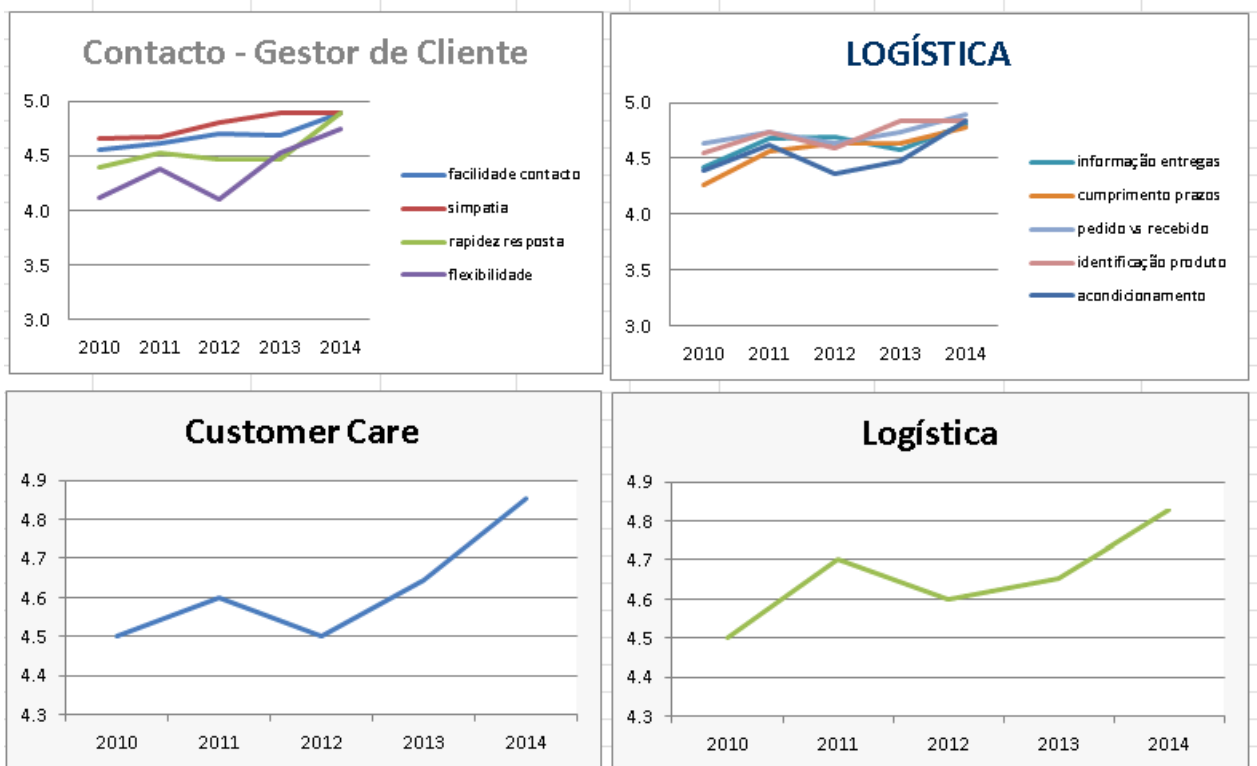 Contacto - Gestor de Cliente
5.0
4.5
4.0
3.5
3.0
2010 2011 2012 2013 2014
facilidade contacto
simpatia
rapidez resposta
flexibilidade
LOGÍSTICA
5.0
4.5
4.0
3.5
3.0
2010 2011 2012 2013 2014
informação entregas
cumprimento prazos
pedido vs recebido
identificação produto
acondicionamento
Customer Care
4.9
4.8
4.7
4.6
4.5
4.4
4.3
2010 2011 2012 2013 2014
Logística
4.9
4.8
4.7
4.6
4.5
4.4
4.3
2010 2011 2012 2013 2014